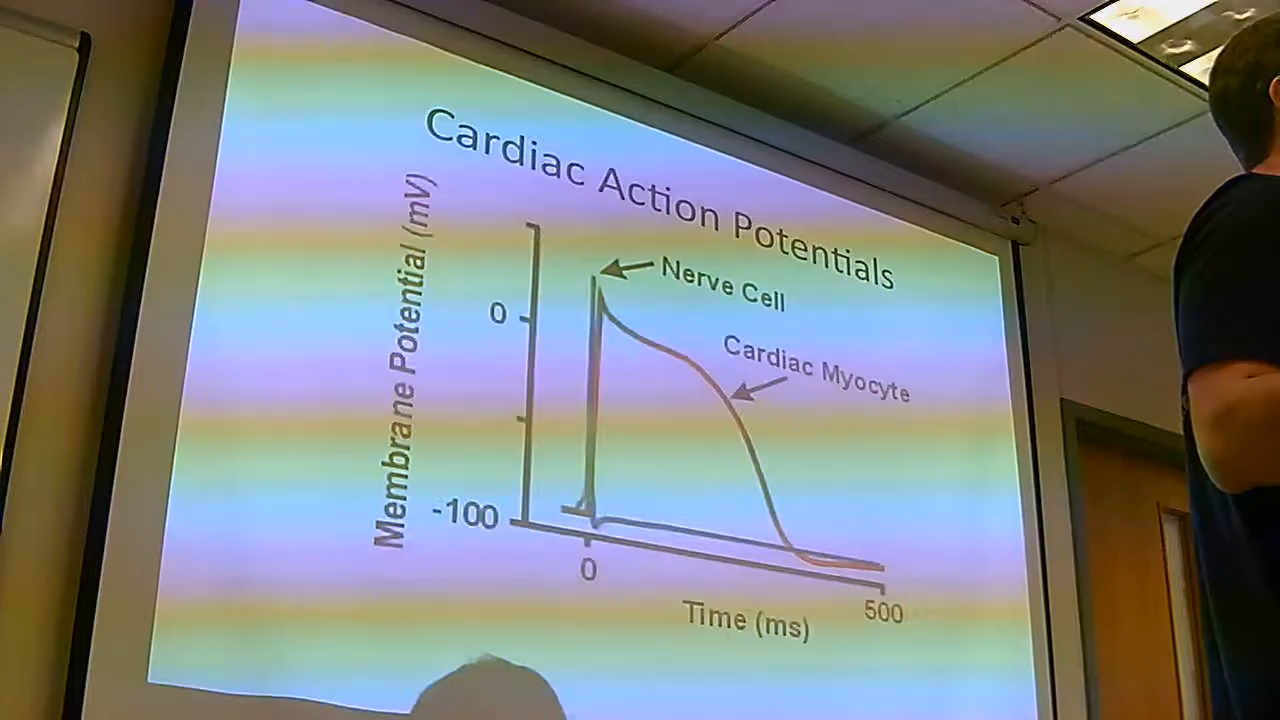 Cardiac Action Potentials
Membrane Potential (mV)
Nerve Cell
0
Cardiac Myocyte
-100
0
500
Time (ms)